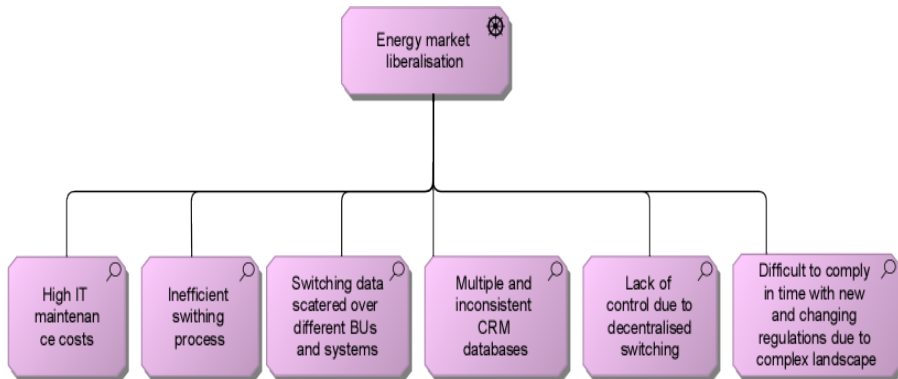 Energy market
liberalisation
High IT
maintenan
ce costs
Inefficient
swithing
process
Switching data
scatered over
different BUs
and systems
Multiple and
inconsistent
CRM
databases
Lack of
control due to
decentralised
switching
Difficult to comply
in time with new
and changing
regulations due to
complex landscape